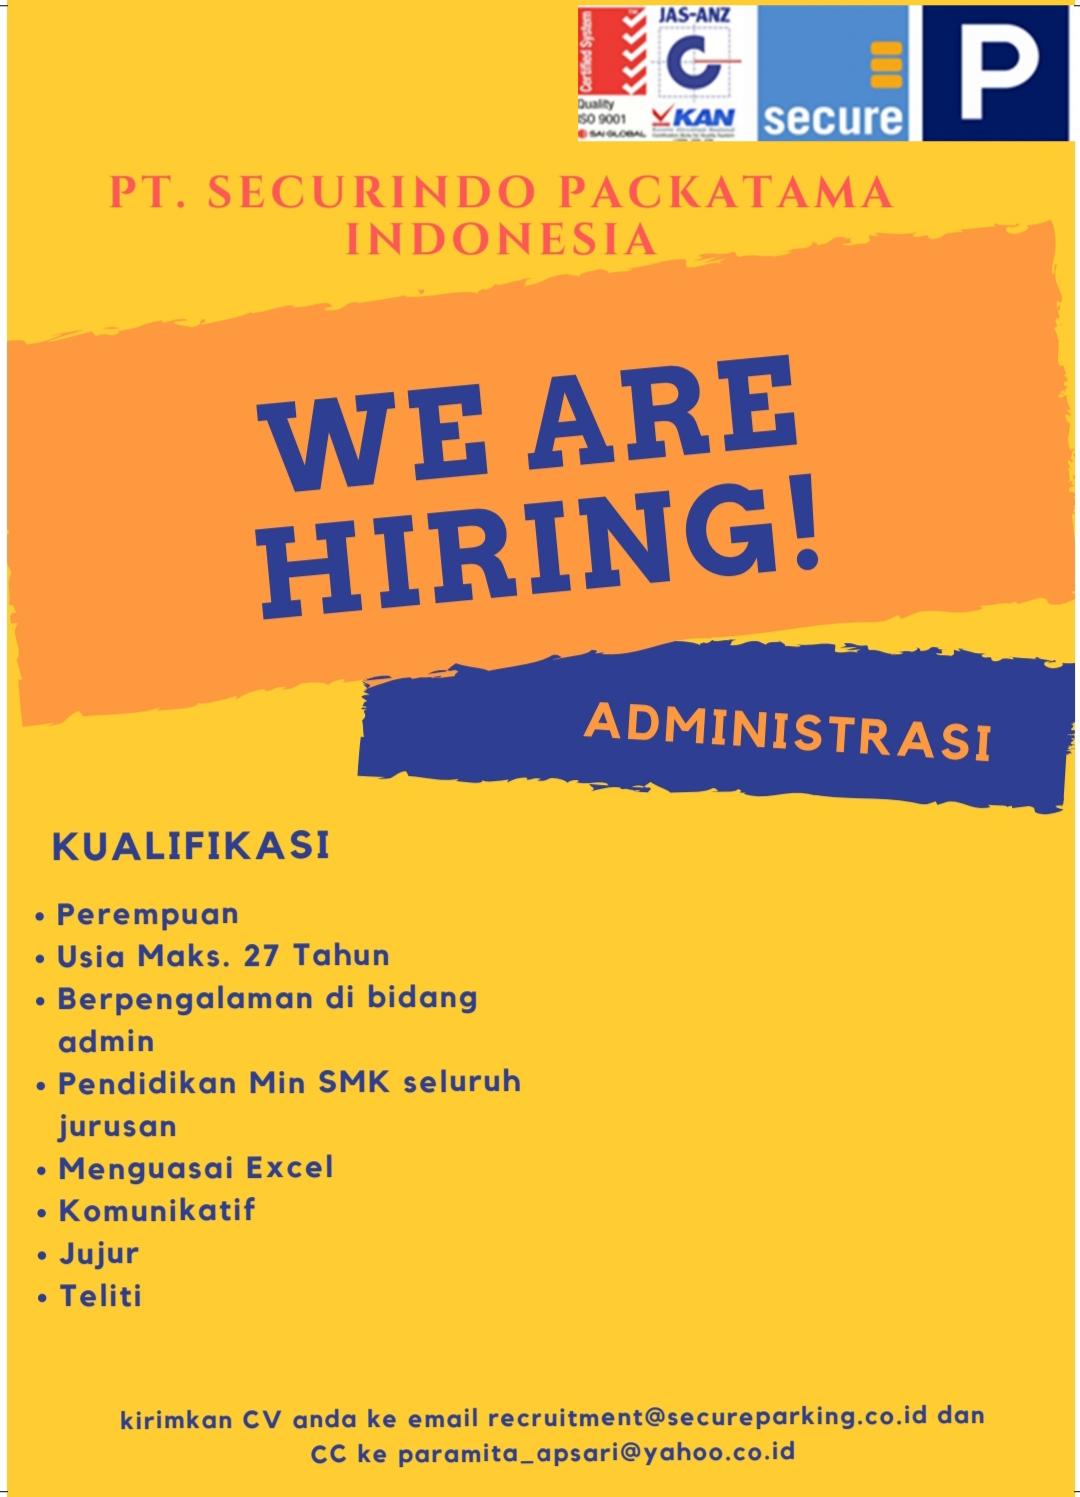 Certified System
Quality
ISO 9001
SAI GLOBAL
JAS-ANZ
KAN
secure
P
PT. SECURINDO PACKATAMA
INDONESIA
WE ARE
HIRING!
ADMINISTRASI
KUALIFIKASI
• Perempuan
• Usia Maks. 27 Tahun
• Berpengalaman di bidang
admin
• Pendidikan Min SMK seluruh
jurusan
• Menguasai Excel
• Komunikatif
• Jujur
• Teliti
kirimkan CV anda ke email recruitment@secureparking.co.id dan
CC ke paramita_apsari@yahoo.co.id